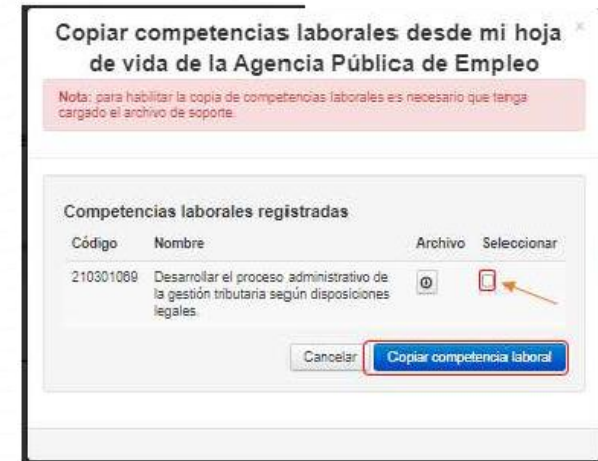 Copiar competencias laborales desde mi hoja
de vida de la Agencia Pública de Empleo
×
Nota: para habilitar la copia de competencias laborales es necesario que tenga
cargado el archivo de soporte.
Competencias laborales registradas
Código Nombre Archivo Seleccionar
210301069 Desarrollar el proceso administrativo de
la gestión tributaria según disposiciones
legales.
Cancelar Copiar competencia laboral